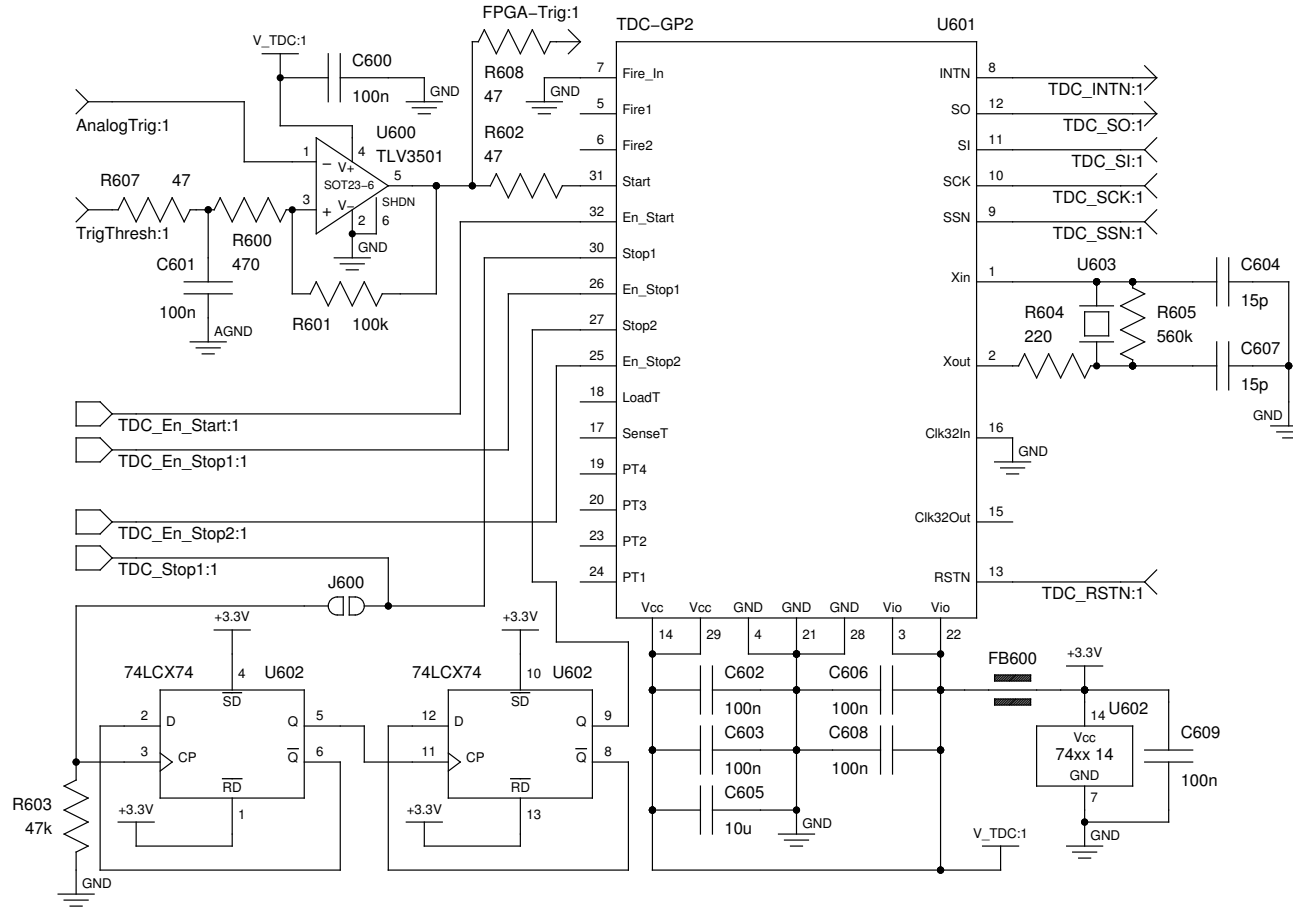 FPGA-Trig:1
TDC-GP2
U601
V_TDC:1
C600
100n
GND
R608
47
7
Fire_In
GND
INTN
8
TDC_INTN:1
AnalogTrig:1
5
Fire1
SO
12
TDC_SO:1
U600
TLV3501
R602
47
6
Fire2
SI
11
TDC_SI:1
1
4
V+
SOT23-6
5
R607
47
31
Start
SCK
10
TDC_SCK:1
3
V-
SHDN
2
6
GND
TrigThresh:1
R600
470
32
En_Start
SSN
9
TDC_SSN:1
C601
100n
AGND
R601
100k
30
Stop1
Xin
1
U603
C604
15p
26
En_Stop1
27
Stop2
R604
220
R605
560k
25
En_Stop2
Xout
2
C607
15p
GND
18
LoadT
TDC_En_Start:1
17
SenseT
Clk32In
16
GND
TDC_En_Stop1:1
19
PT4
20
PT3
Clk32Out
15
TDC_En_Stop2:1
23
PT2
TDC_Stop1:1
24
PT1
RSTN
13
TDC_RSTN:1
J600
Vcc
Vcc
GND
GND
GND
Vio
Vio
14
29
4
21
28
3
22
+3.3V
+3.3V
FB600
+3.3V
74LCX74
4
U602
74LCX74
10
U602
C602
100n
C606
100n
SD
SD
2
D
Q
5
12
D
Q
9
14
U602
Vcc
74xx 14
GND
7
GND
C609
100n
3
CP
Q
6
11
CP
Q
8
C603
100n
C608
100n
RD
RD
R603
47k
+3.3V
1
+3.3V
13
C605
10u
GND
V_TDC:1
GND